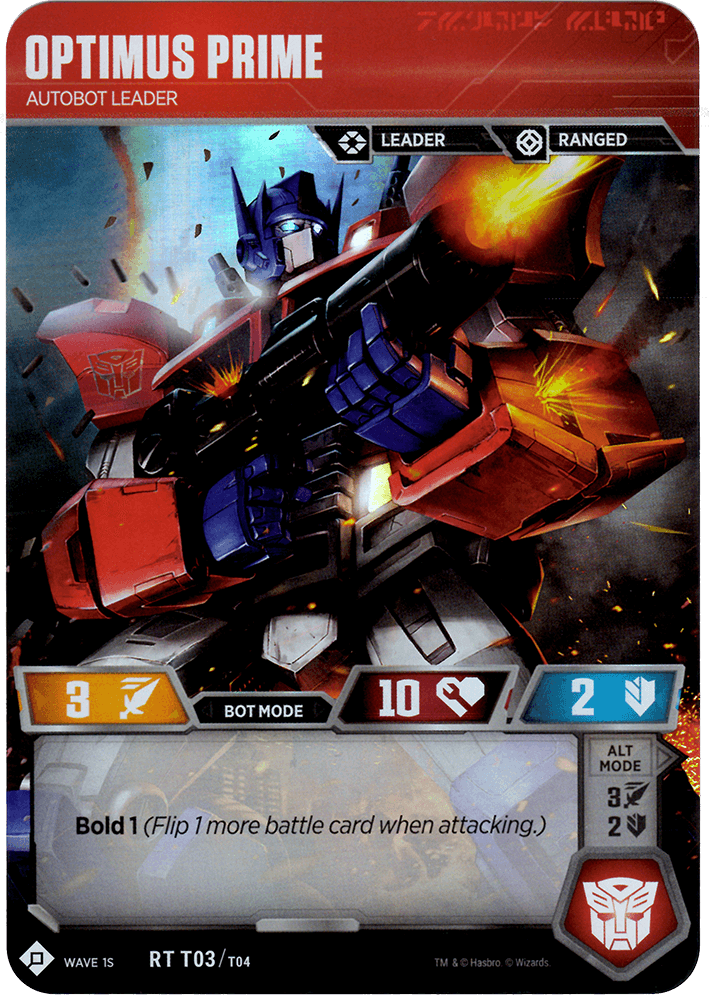 OPTIMUS PRIME
AUTOBOT LEADER
LEADER RANGED
3 BOT MODE 10 2
ALT
MODE
3
2
Bold 1 (Flip 1 more battle card when attacking.)
WAVE 1S RT T03/T04 TM & © Hasbro. © Wizards.